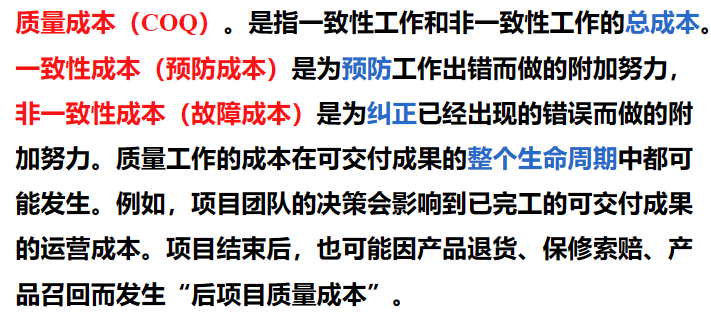 质量成本（COQ）。是指一致性工作和非一致性工作的总成本。
一致性成本（预防成本）是为预防工作出错而做的附加努力，
非一致性成本（故障成本）是为纠正已经出现的错误而做的附
加努力。质量工作的成本在可交付成果的整个生命周期中都可
能发生。例如，项目团队的决策会影响到已完工的可交付成果
的运营成本。项目结束后，也可能因产品退货、保修索赔、产
品召回而发生“后项目质量成本”。